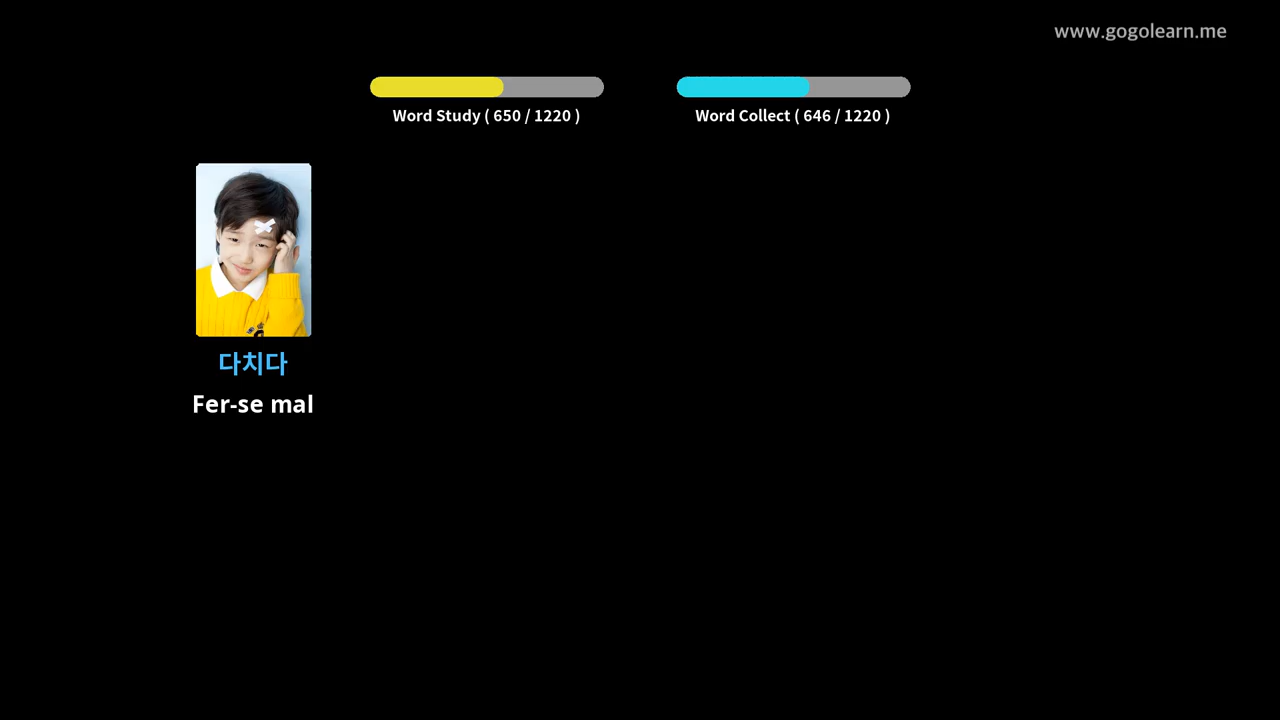 www.gogolearn.me
Word Study ( 650 / 1220 )
Word Collect ( 646 / 1220 )
다치다
Fer-se mal